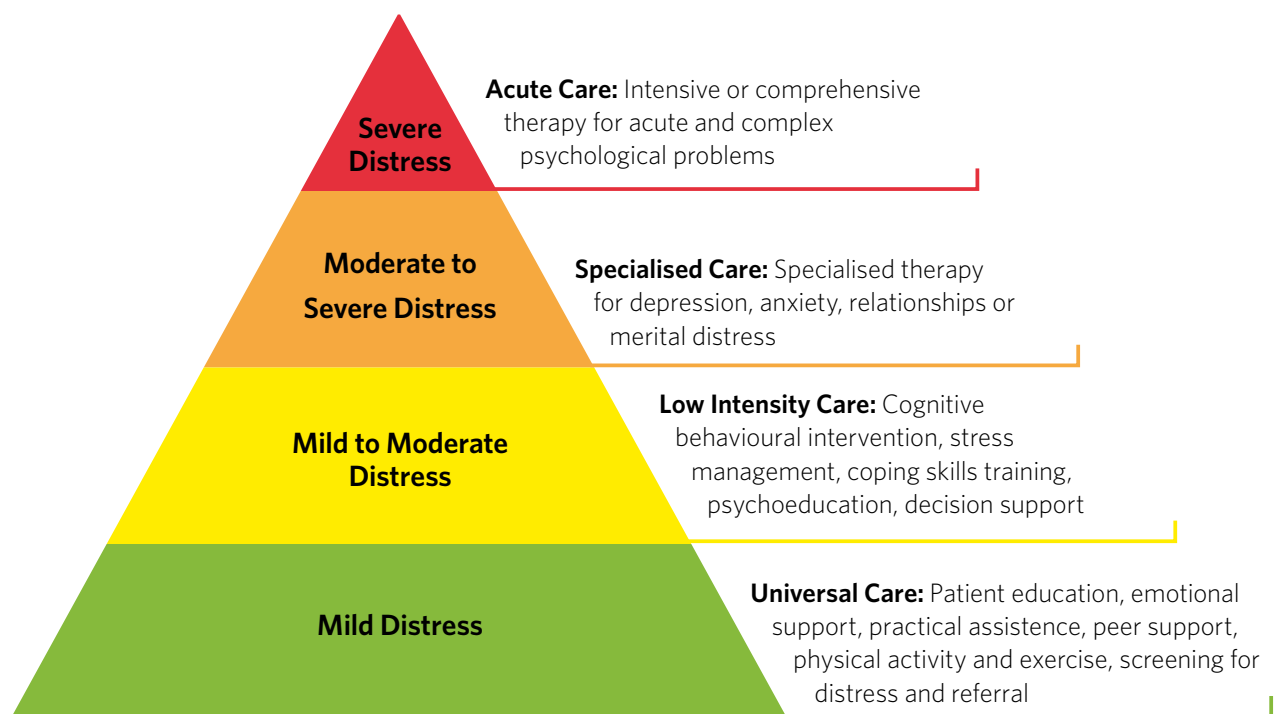 Severe
Distress
Acute Care: Intensive or comprehensive
therapy for acute and complex
psychological problems
Moderate to
Severe Distress
Specialised Care: Specialised therapy
for depression, anxiety, relationships or
merital distress
Mild to Moderate
Distress
Low Intensity Care: Cognitive
behavioural intervention, stress
management, coping skills training,
psychoeducation, decision support
Mild Distress
Universal Care: Patient education, emotional
support, practical assistence, peer support,
physical activity and exercise, screening for
distress and referral